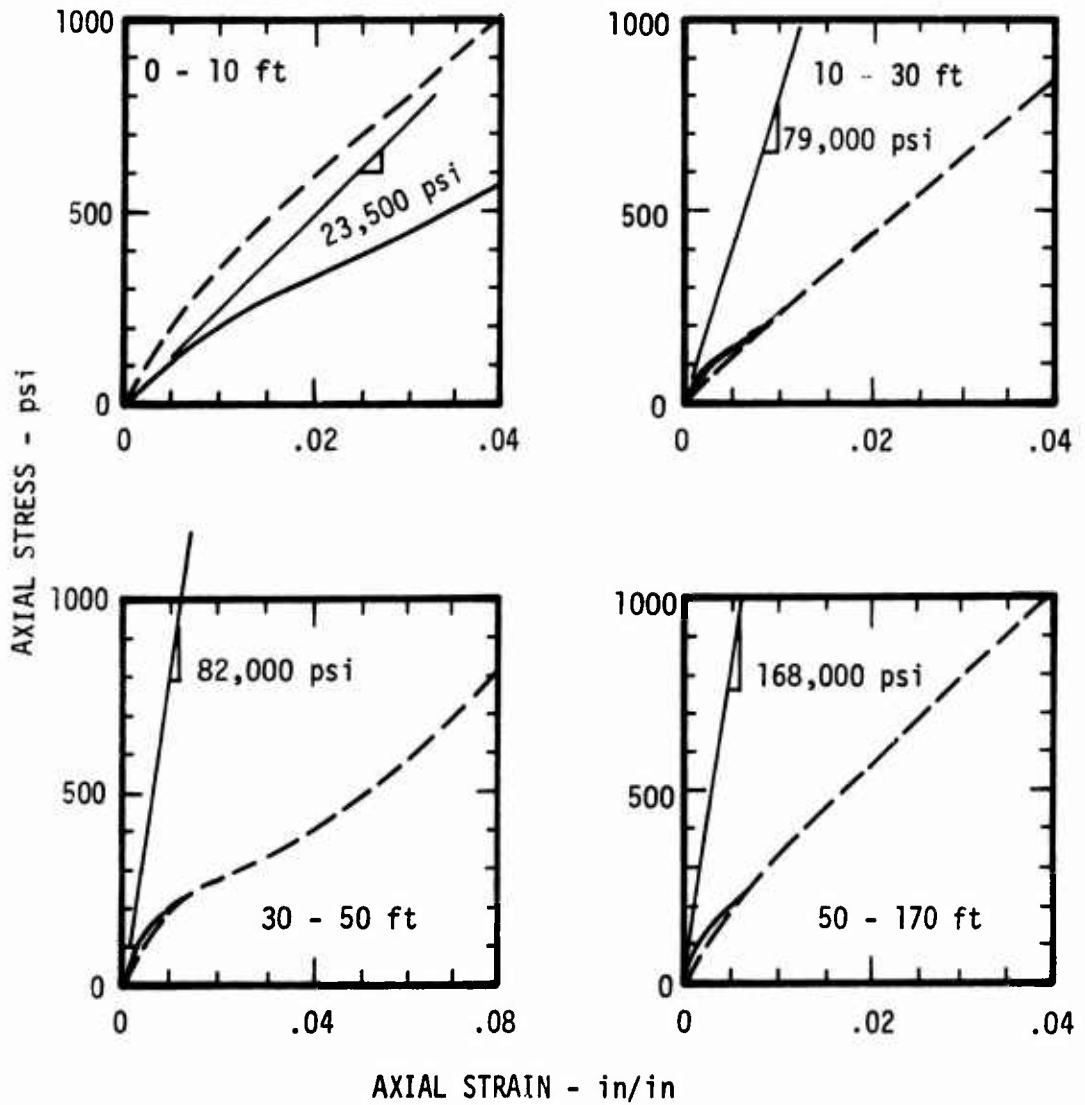 AXIAL STRESS - psi
1000
500
0
0 - 10 ft
23,500 psi
0
.02
.04
1000
500
0
10 - 30 ft
79,000 psi
0
.02
.04
1000
500
0
82,000 psi
30 - 50 ft
0
.04
.08
1000
500
0
168,000 psi
50 - 170 ft
0
.02
.04
AXIAL STRAIN - in/in